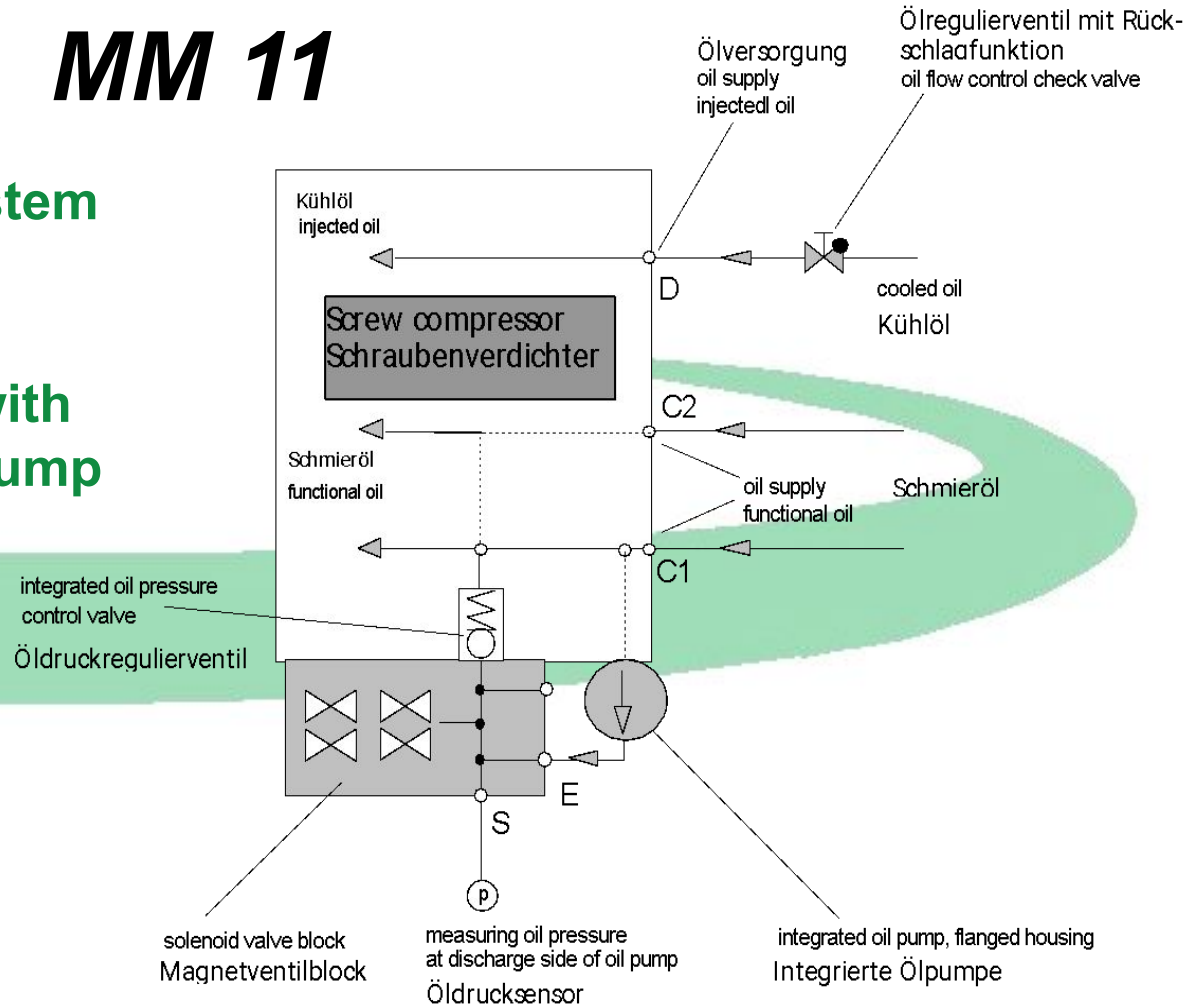 MM 11
stem
with
ump
Ölversorgung
oil supply
injectedl oil
Ölregulierventil mit Rück-
schlagfunktion
oil flow control check valve
Kühlöl
injected oil
D
cooled oil
Kühlöl
Screw compressor
Schraubenverdichter
C2
Schmieröl
functional oil
oil supply
functional oil
Schmieröl
C1
integrated oil pressure
control valve
Öldruckregulierventil
E
S
p
solenoid valve block
Magnetventilblock
measuring oil pressure
at discharge side of oil pump
Öldrucksensor
integrated oil pump, flanged housing
Integrierte Ölpumpe